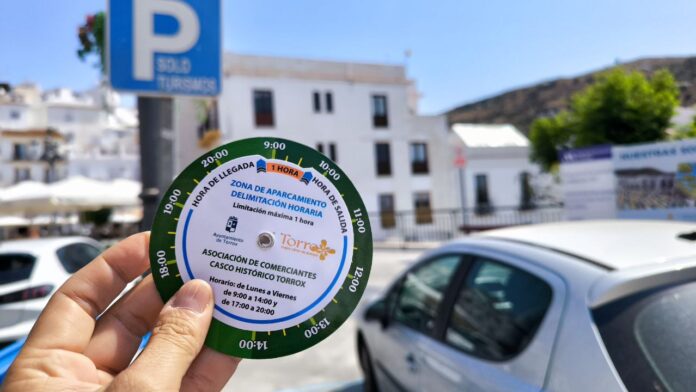 P
SOLO
TURISMOS
9:00
10:00
11:00
12:00
13:00
14:00
18:00
17:00
19:00
20:00
HORA DE LLEGADA
1 HORA
HORA DE SALIDA
ZONA DE APARCAMIENTO
DELIMITACIÓN HORARIA
Limitación máxima 1 hora
Ayuntamiento
de Torrox
Torrox
ASOCIACIÓN DE COMERCIANTES
CASCO HISTÓRICO TORROX
Horario: de Lunes a Viernes
de 9:00 a 14:00 y
de 17:00 a 20:00
NUESTRAS